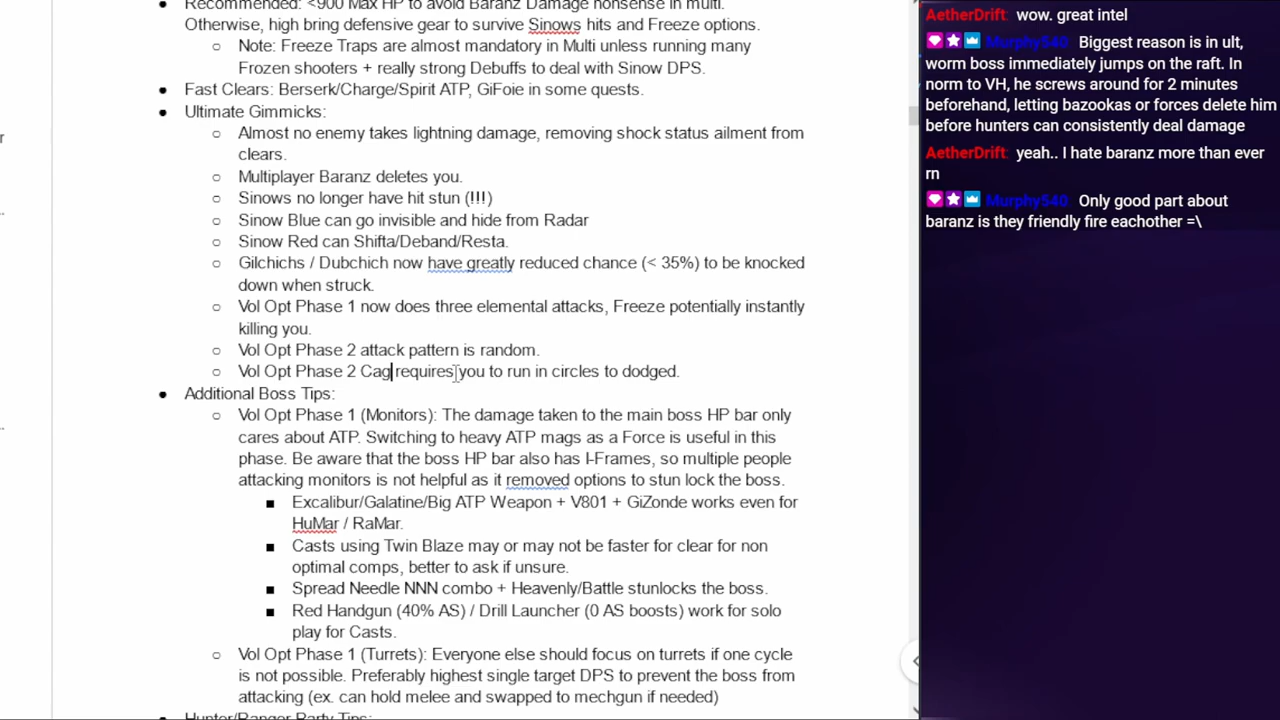 Recommended: <900 Max HP to avoid Baranz Damage nonsense in multi.
Otherwise, high bring defensive gear to survive Sinows hits and Freeze options.
Note: Freeze Traps are almost mandatory in Multi unless running many
Frozen shooters + really strong Debuffs to deal with Sinow DPS.
Fast Clears: Berserk/Charge/Spirit ATP, GiFoie in some quests.
Ultimate Gimmicks:
Almost no enemy takes lightning damage, removing shock status ailment from
clears.
Multiplayer Baranz deletes you.
Sinows no longer have hit stun (!!!)
Sinow Blue can go invisible and hide from Radar
Sinow Red can Shifta/Deband/Resta.
Gilchichs / Dubchich now have greatly reduced chance (< 35%) to be knocked
down when struck.
Vol Opt Phase 1 now does three elemental attacks, Freeze potentially instantly
killing you.
Vol Opt Phase 2 attack pattern is random.
Vol Opt Phase 2 Cag requires you to run in circles to dodged.
Additional Boss Tips:
Vol Opt Phase 1 (Monitors): The damage taken to the main boss HP bar only
cares about ATP. Switching to heavy ATP mags as a Force is useful in this
phase. Be aware that the boss HP bar also has I-Frames, so multiple people
attacking monitors is not helpful as it removed options to stun lock the boss.
Excalibur/Galatine/Big ATP Weapon + V801 + GiZonde works even for
HuMar / RaMar.
Casts using Twin Blaze may or may not be faster for clear for non
optimal comps, better to ask if unsure.
Spread Needle NNN combo + Heavenly/Battle stunlocks the boss.
Red Handgun (40% AS) / Drill Launcher (0 AS boosts) work for solo
play for Casts.
Vol Opt Phase 1 (Turrets): Everyone else should focus on turrets if one cycle
is not possible. Preferably highest single target DPS to prevent the boss from
attacking (ex. can hold melee and swapped to mechgun if needed)
Hunter/Ranger Party Tips:
AetherDrift: wow. great intel
Murphy540: Biggest reason is in ult,
worm boss immediately jumps on the raft. In
norm to VH, he screws around for 2 minutes
beforehand, letting bazookas or forces delete him
before hunters can consistently deal damage
AetherDrift: yeah.. I hate baranz more than ever
rn
Murphy540: Only good part about
baranz is they friendly fire eachother =\